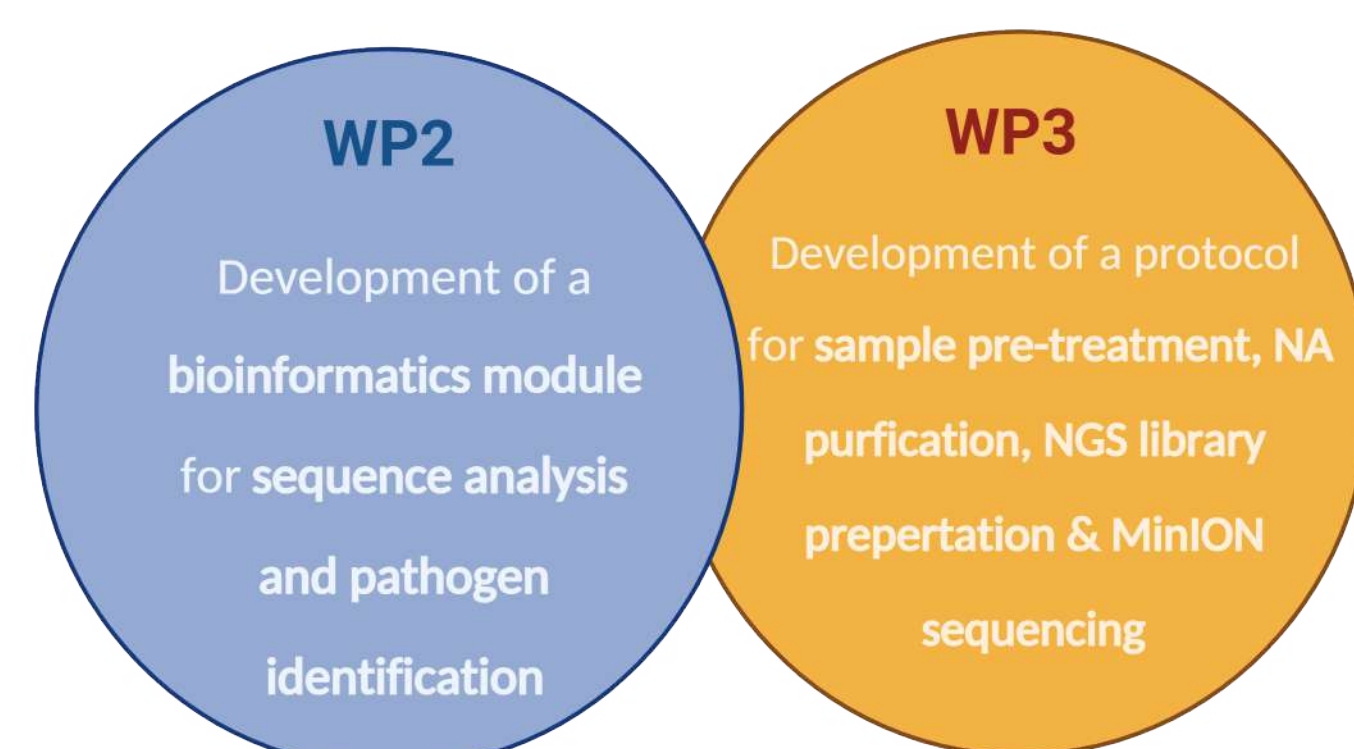 WP2
Development of a
bioinformatics module
for sequence analysis
and pathogen
identification
WP3
Development of a protocol
for sample pre-treatment, NA
purfication, NGS library
prepertation & MinION
sequencing